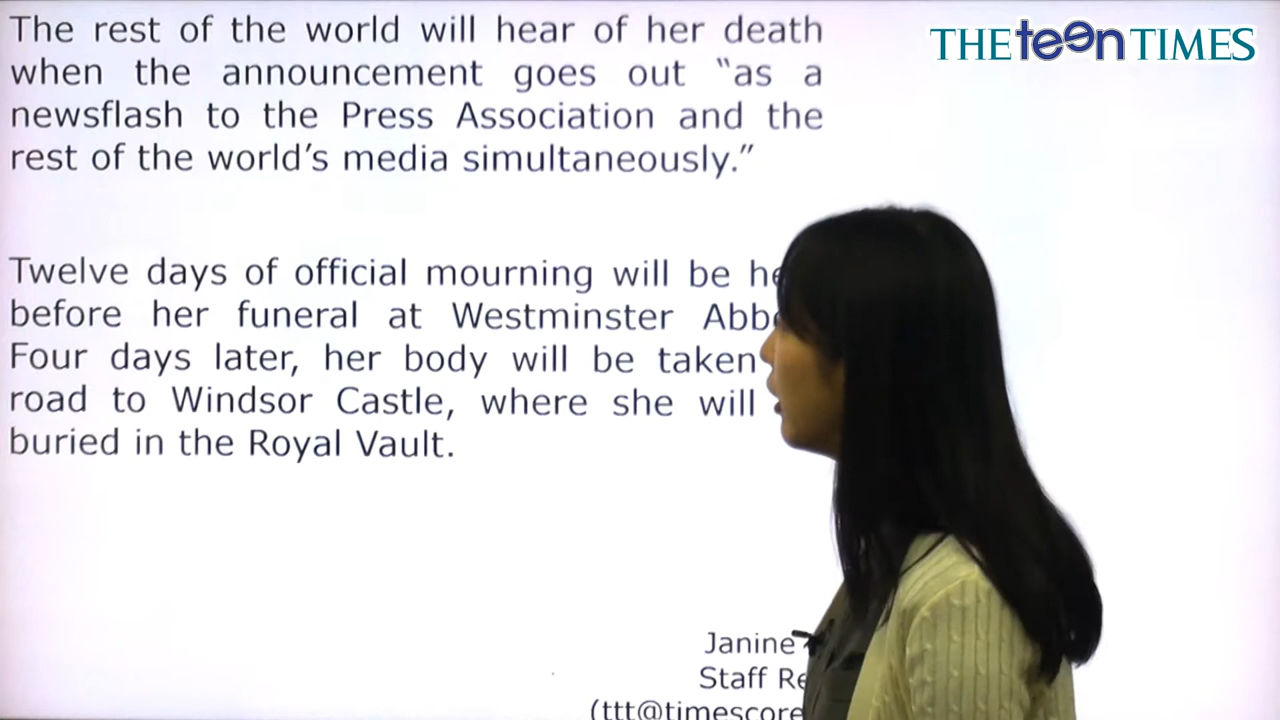 The rest of the world will hear of her death
when the announcement goes out “as a
newsflash to the Press Association and the
rest of the world’s media simultaneously.”
Twelve days of official mourning will be
before her funeral at Westminster
Four days later, her body will be taken
road to Windsor Castle, where she will
buried in the Royal Vault.
Janine
Staff
THE teen TIMES